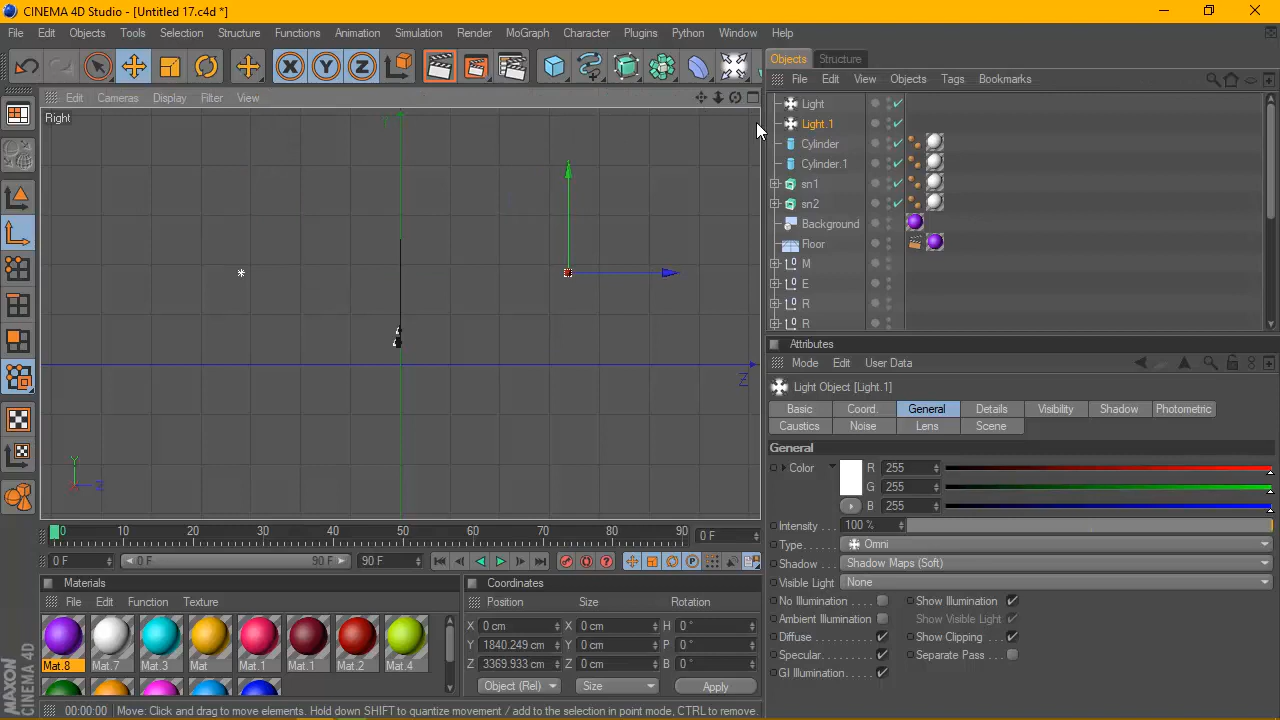 CINEMA 4D Studio - [Untitled 17.c4d *]
File Edit Objects Tools Selection Structure Functions Animation Simulation Render MoGraph Character Plugins Python Window Help
Objects Structure
File Edit View Objects Tags Bookmarks
Edit Cameras Display Filter View
Right
Y
Z
Y
Z
Light
Light.1
Cylinder
Cylinder.1
sn1
sn2
Background
Floor
M
E
R
R
Attributes
Mode Edit User Data
Light Object [Light.1]
Basic Coord. General Details Visibility Shadow Photometric
Caustics Noise Lens Scene
General
Color R 255
G 255
B 255
Intensity . . . 100 %
Type. . . . . Omni
Shadow. . . Shadow Maps (Soft)
Visible Light None
No Illumination . . . . Show Illumination
Ambient Illumination Show Visible Light
Diffuse . . . . . . . . . . Show Clipping
Specular. . . . . . . . . Separate Pass . . .
GI Illumination. . . .
0 10 20 30 40 50 60 70 80 90 0 F
0 F 0 F 90 F 90 F
Materials
File Edit Function Texture
Mat.8 Mat.7 Mat.3 Mat Mat.1 Mat.1 Mat.2 Mat.4
Coordinates
Position Size Rotation
X 0 cm X 0 cm H 0 °
Y 1840.249 cm Y 0 cm P 0 °
Z 3369.933 cm Z 0 cm B 0 °
Object (Rel) Size Apply
MAXON
CINEMA 4D
00:00:00 Move: Click and drag to move elements. Hold down SHIFT to quantize movement / add to the selection in point mode, CTRL to remove.